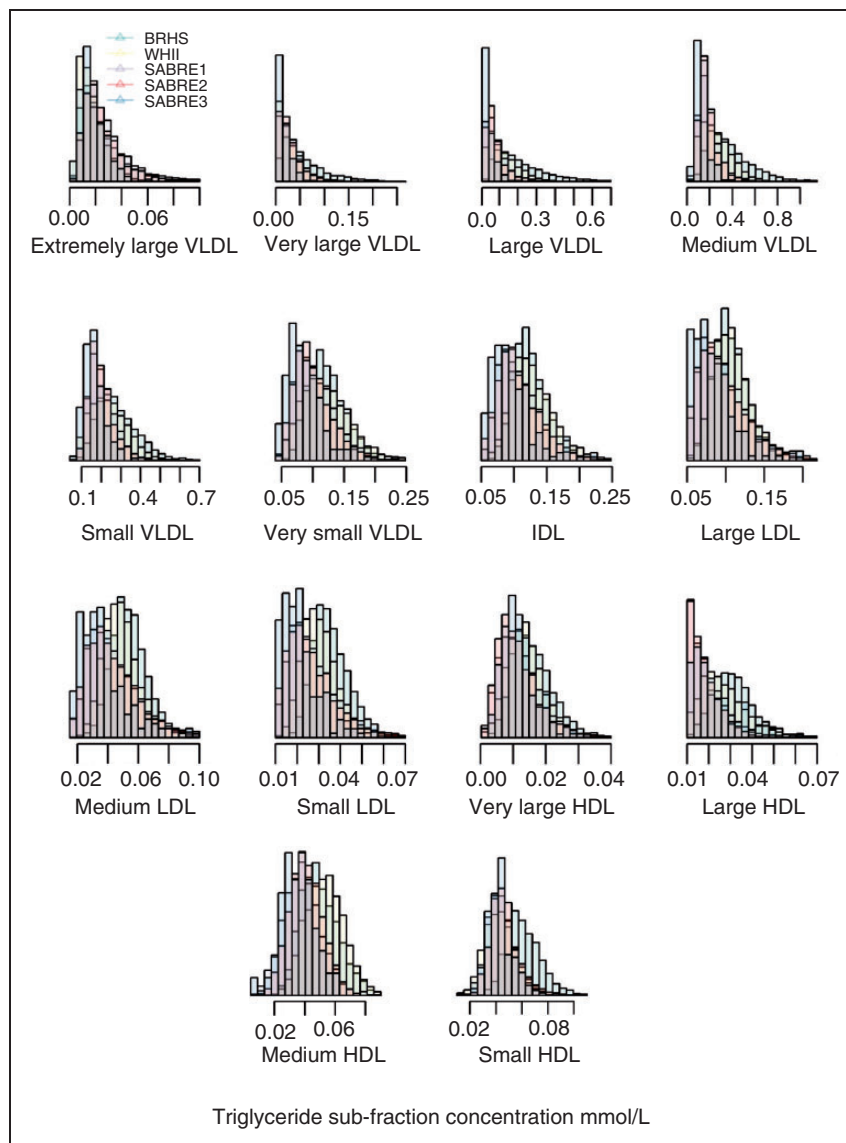 BRHS
WHII
SABRE1
SABRE2
SABRE3
0.00 0.06
Extremely large VLDL
0.00 0.15
Very large VLDL
0.0 0.3 0.6
Large VLDL
0.0 0.4 0.8
Medium VLDL
0.1 0.4 0.7
Small VLDL
0.05 0.15 0.25
Very small VLDL
0.05 0.15 0.25
IDL
0.05 0.15
Large LDL
0.02 0.06 0.10
Medium LDL
0.01 0.04 0.07
Small LDL
0.00 0.02 0.04
Very large HDL
0.01 0.04 0.07
Large HDL
0.02 0.06
Medium HDL
0.02 0.08
Small HDL
Triglyceride sub-fraction concentration mmol/L